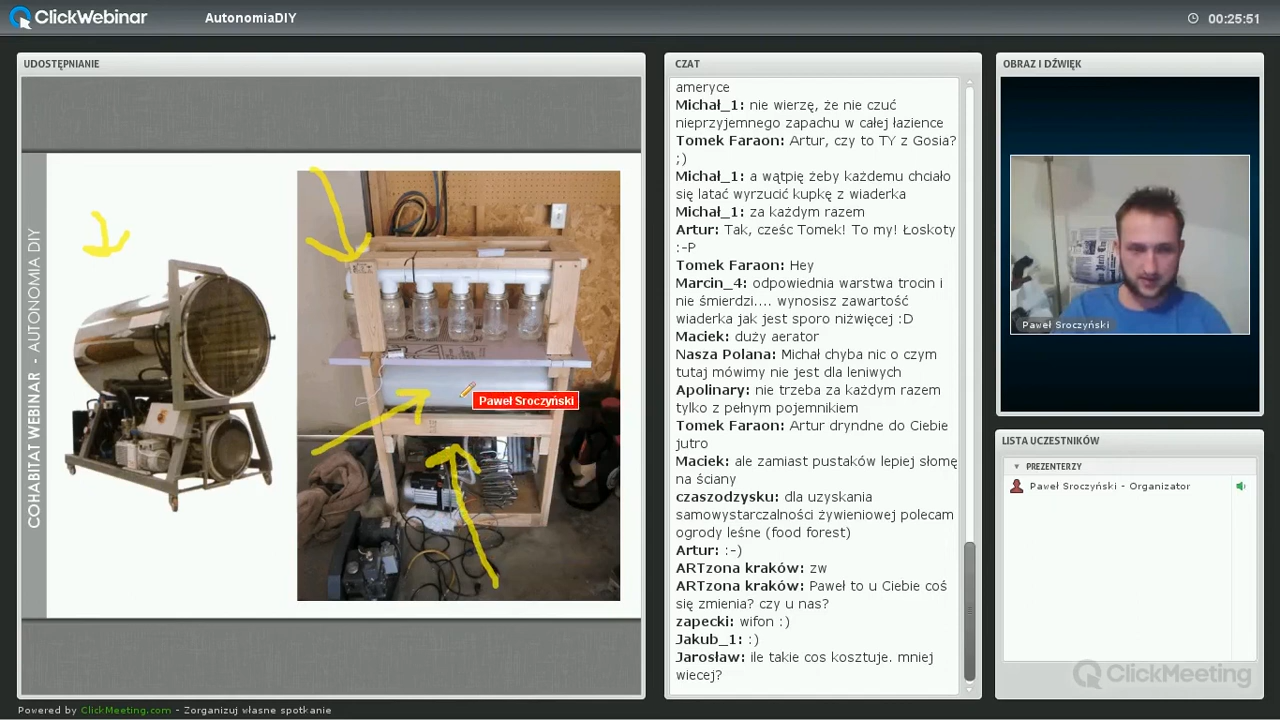 ClickWebinar
AutonomiaDIY
00:25:51
UDOSTĘPNIANIE
COHABITAT WEBINAR - AUTONOMIA DIY
Paweł Sroczyński
CZAT
ameryce
Michał_1: nie wierzę, że nie czuć
nieprzyjemnego zapachu w całej łazience
Tomek Faraon: Artur, czy to TY z Gosia?
;)
Michał_1: a wątpię żeby każdemu chciało
się latać wyrzucić kupkę z wiaderka
Michał_1: za każdym razem
Artur: Tak, cześc Tomek! To my! Łoskoty
:-P
Tomek Faraon: Hey
Marcin_4: odpowiednia warstwa trocin i
nie śmierdzi.... wynosisz zawartość
wiaderka jak jest sporo niżwięcej :D
Maciek: duży aerator
Nasza Polana: Michał chyba nic o czym
tutaj mówimy nie jest dla leniwych
Apolinary: nie trzeba za każdym razem
tylko z pełnym pojemnikiem
Tomek Faraon: Artur dryndne do Ciebie
jutro
Maciek: ale zamiast pustaków lepiej słomę
na ściany
czaszodzysku: dla uzyskania
samowystarczalności żywieniowej polecam
ogrody leśne (food forest)
Artur: :-)
ARTzona kraków: zw
ARTzona kraków: Paweł to u Ciebie coś
się zmienia? czy u nas?
zapecki: wifon :)
Jakub_1: :)
Jarosław: ile takie cos kosztuje. mniej
wiecej?
OBRAZ I DŹWIĘK
Paweł Sroczyński
LISTA UCZESTNIKÓW
PREZENTERZY
Paweł Sroczyński - Organizator
ClickMeeting
Powered by ClickMeeting.com - Zorganizuj własne spotkanie